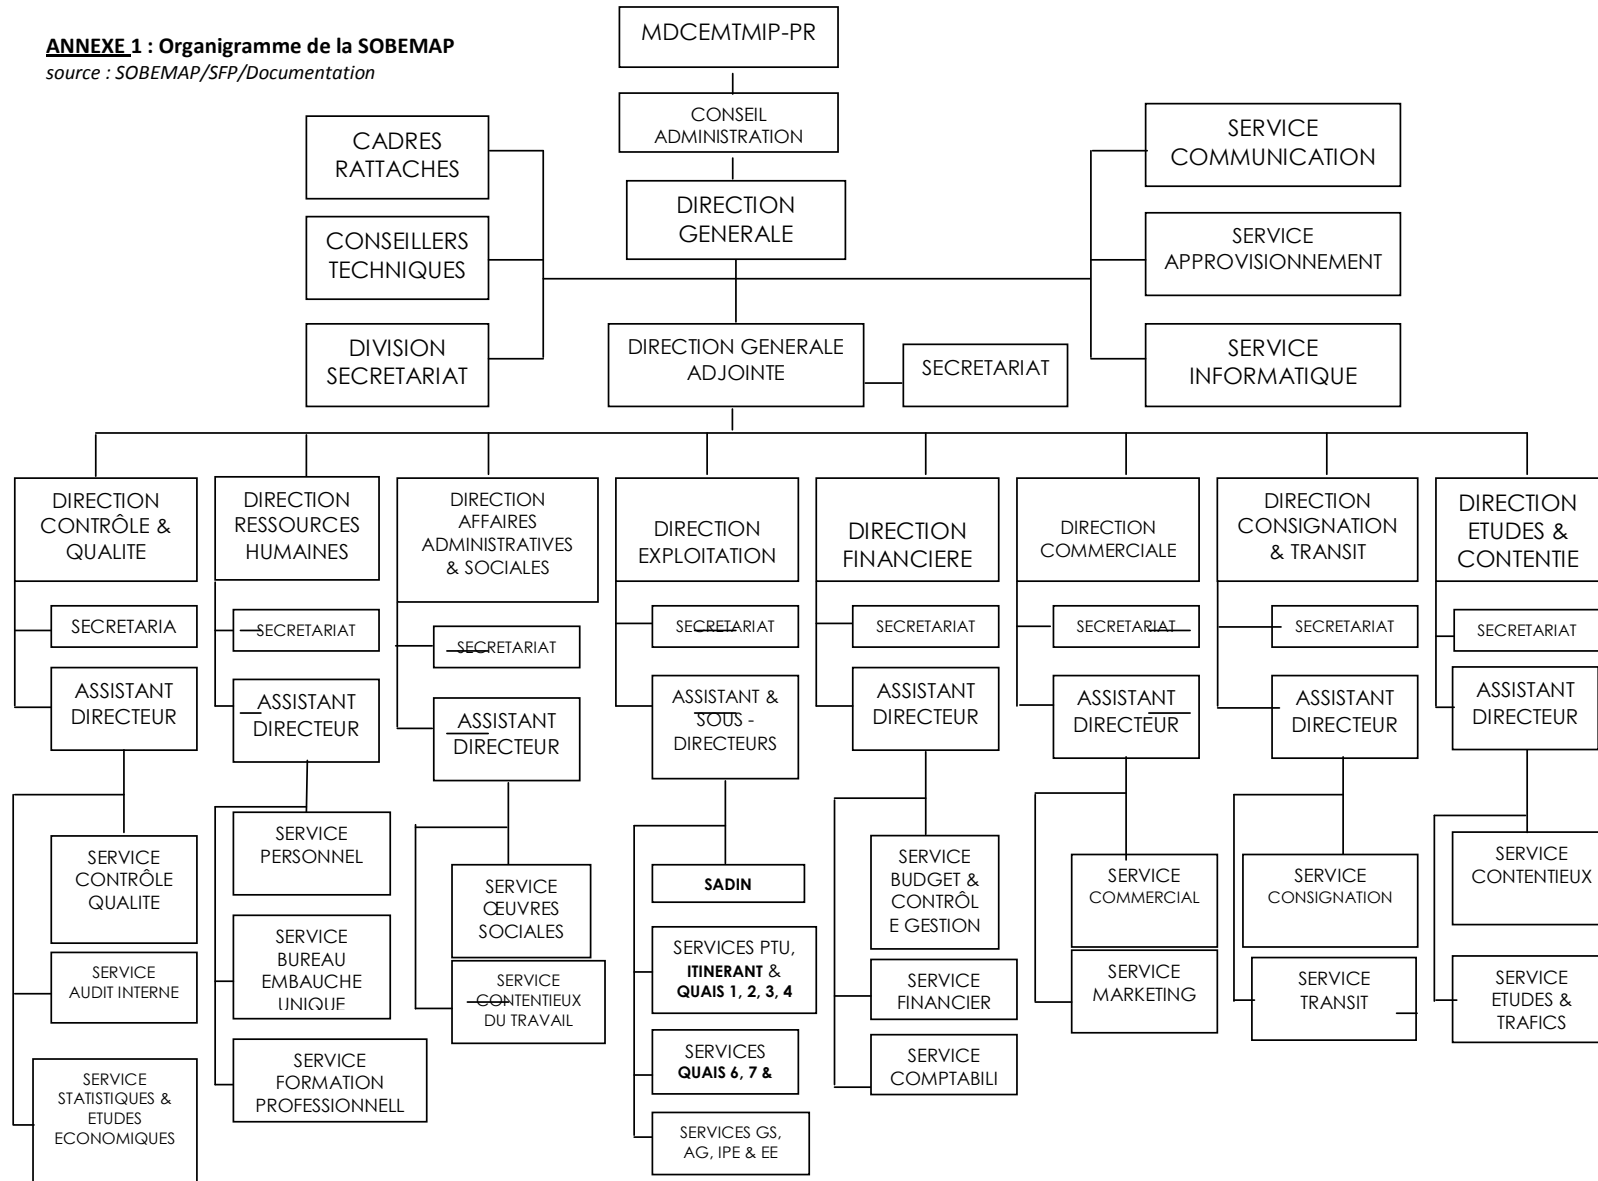 ANNEXE 1 : Organigramme de la SOBEMAP
source : SOBEMAP/SFP/Documentation
MDCEMTMIP-PR
CONSEIL
ADMINISTRATION
DIRECTION
GENERALE
CADRES
RATTACHES
CONSEILLERS
TECHNIQUES
DIVISION
SECRETARIAT
SERVICE
COMMUNICATION
SERVICE
APPROVISIONNEMENT
SERVICE
INFORMATIQUE
DIRECTION GENERALE
ADJOINTE
SECRETARIAT
DIRECTION
CONTRÔLE &
QUALITE
SECRETARIA
ASSISTANT
DIRECTEUR
SERVICE
CONTRÔLE
QUALITE
SERVICE
AUDIT INTERNE
SERVICE
STATISTIQUES &
ETUDES
ECONOMIQUES
DIRECTION
RESSOURCES
HUMAINES
SECRETARIAT
ASSISTANT
DIRECTEUR
SERVICE
PERSONNEL
SERVICE
BUREAU
EMBAUCHE
UNIQUE
SERVICE
FORMATION
PROFESSIONNELL
DIRECTION
AFFAIRES
ADMINISTRATIVES
& SOCIALES
SECRETARIAT
ASSISTANT
DIRECTEUR
SERVICE
ŒUVRES
SOCIALES
SERVICE
CONTENTIEUX
DU TRAVAIL
DIRECTION
EXPLOITATION
SECRETARIAT
ASSISTANT &
SOUS -
DIRECTEURS
SADIN
SERVICES PTU,
ITINERANT &
QUAIS 1, 2, 3, 4
SERVICES
QUAIS 6, 7 &
SERVICES GS,
AG, IPE & EE
DIRECTION
FINANCIERE
SECRETARIAT
ASSISTANT
DIRECTEUR
SERVICE
BUDGET &
CONTRÔL
E GESTION
SERVICE
FINANCIER
SERVICE
COMPTABILI
DIRECTION
COMMERCIALE
SECRETARIAT
ASSISTANT
DIRECTEUR
SERVICE
COMMERCIAL
SERVICE
MARKETING
DIRECTION
CONSIGNATION
& TRANSIT
SECRETARIAT
ASSISTANT
DIRECTEUR
SERVICE
CONSIGNATION
SERVICE
TRANSIT
DIRECTION
ETUDES &
CONTENTIE
SECRETARIAT
ASSISTANT
DIRECTEUR
SERVICE
CONTENTIEUX
SERVICE
ETUDES &
TRAFICS